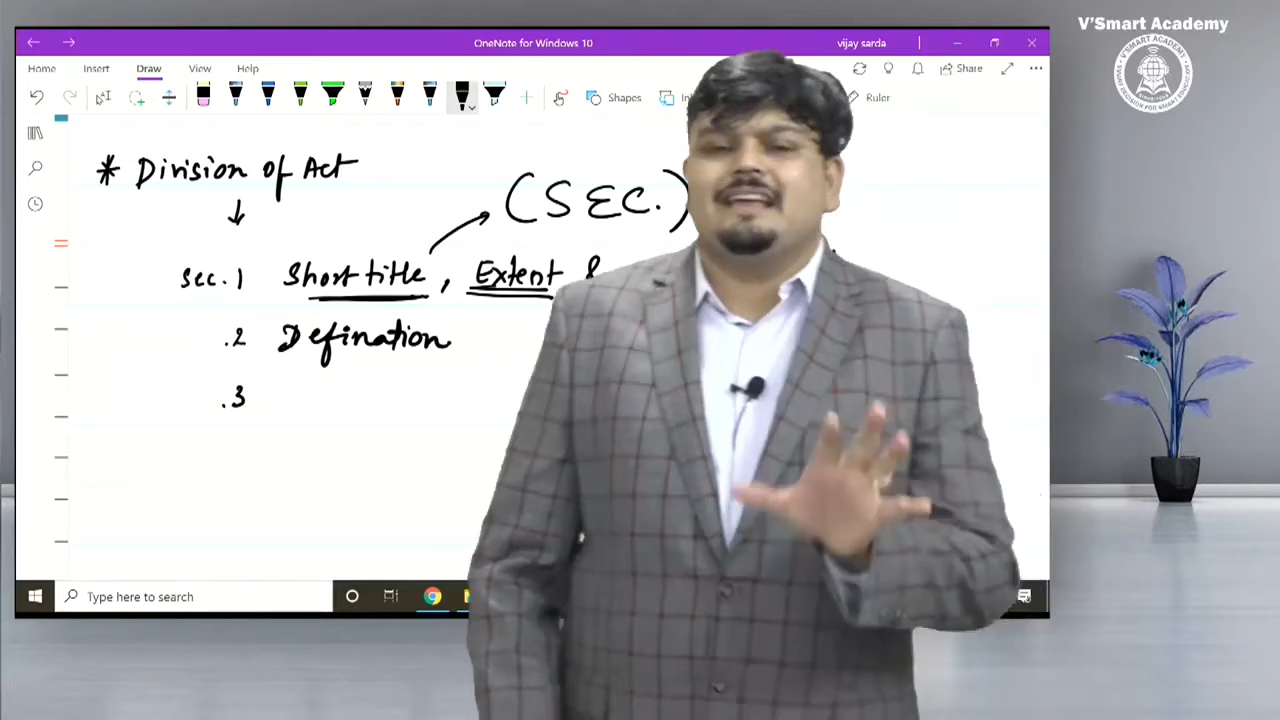 V'Smart Academy
OneNote for Windows 10
vijay sarda
Home Insert Draw View Help
Share
Shapes
Ruler
* Division of Act
(SEC.)
sec. 1 Short title, Extent &
.2 Defination
.3
Type here to search